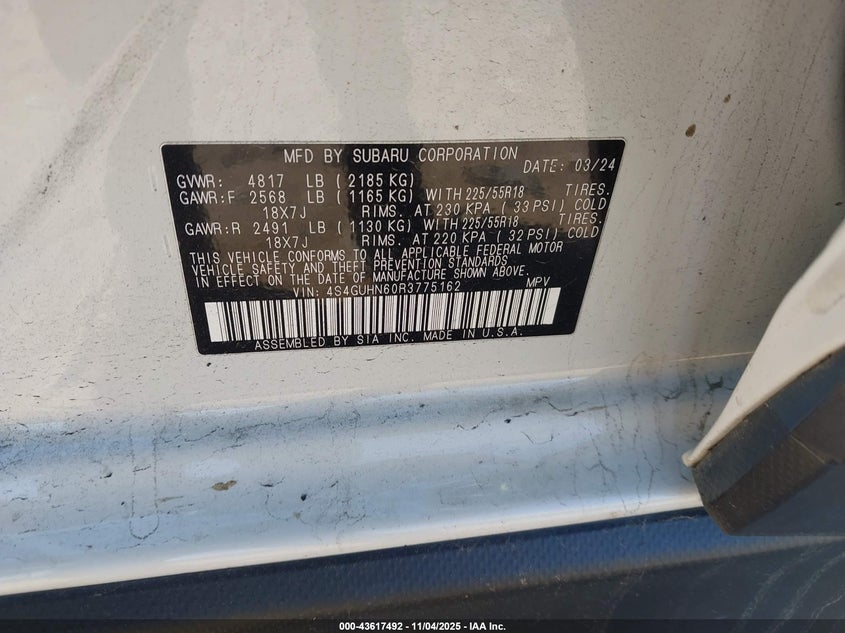 MFD BY SUBARU CORPORATION DATE: 03/24
GVWR: 4817 LB ( 2185 KG)
GAWR:F 2568 LB ( 1165 KG) WITH 225/55R18 TIRES.
18X7J RIMS. AT 230 KPA ( 33 PSI) COLD
GAWR:R 2491 LB ( 1130 KG) WITH 225/55R18 TIRES.
18X7J RIMS. AT 220 KPA ( 32 PSI) COLD
THIS VEHICLE CONFORMS TO ALL APPLICABLE FEDERAL MOTOR
VEHICLE SAFETY AND THEFT PREVENTION STANDARDS
IN EFFECT ON THE DATE OF MANUFACTURE SHOWN ABOVE.
VIN: 4S4GUHN60R3775162 MPV
ASSEMBLED BY SIA INC. MADE IN U.S.A.
000-43617492 - 11/04/2025 - IAA Inc.